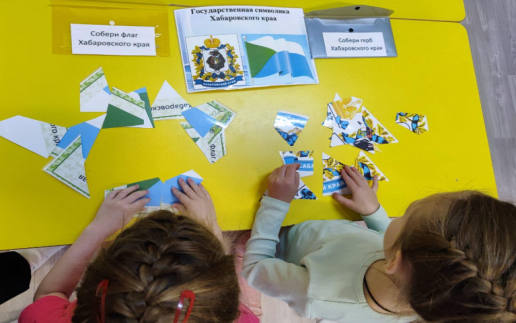 Собери флаг
Хабаровского края
Государственная символика
Хабаровского края
Собери герб
Хабаровского края